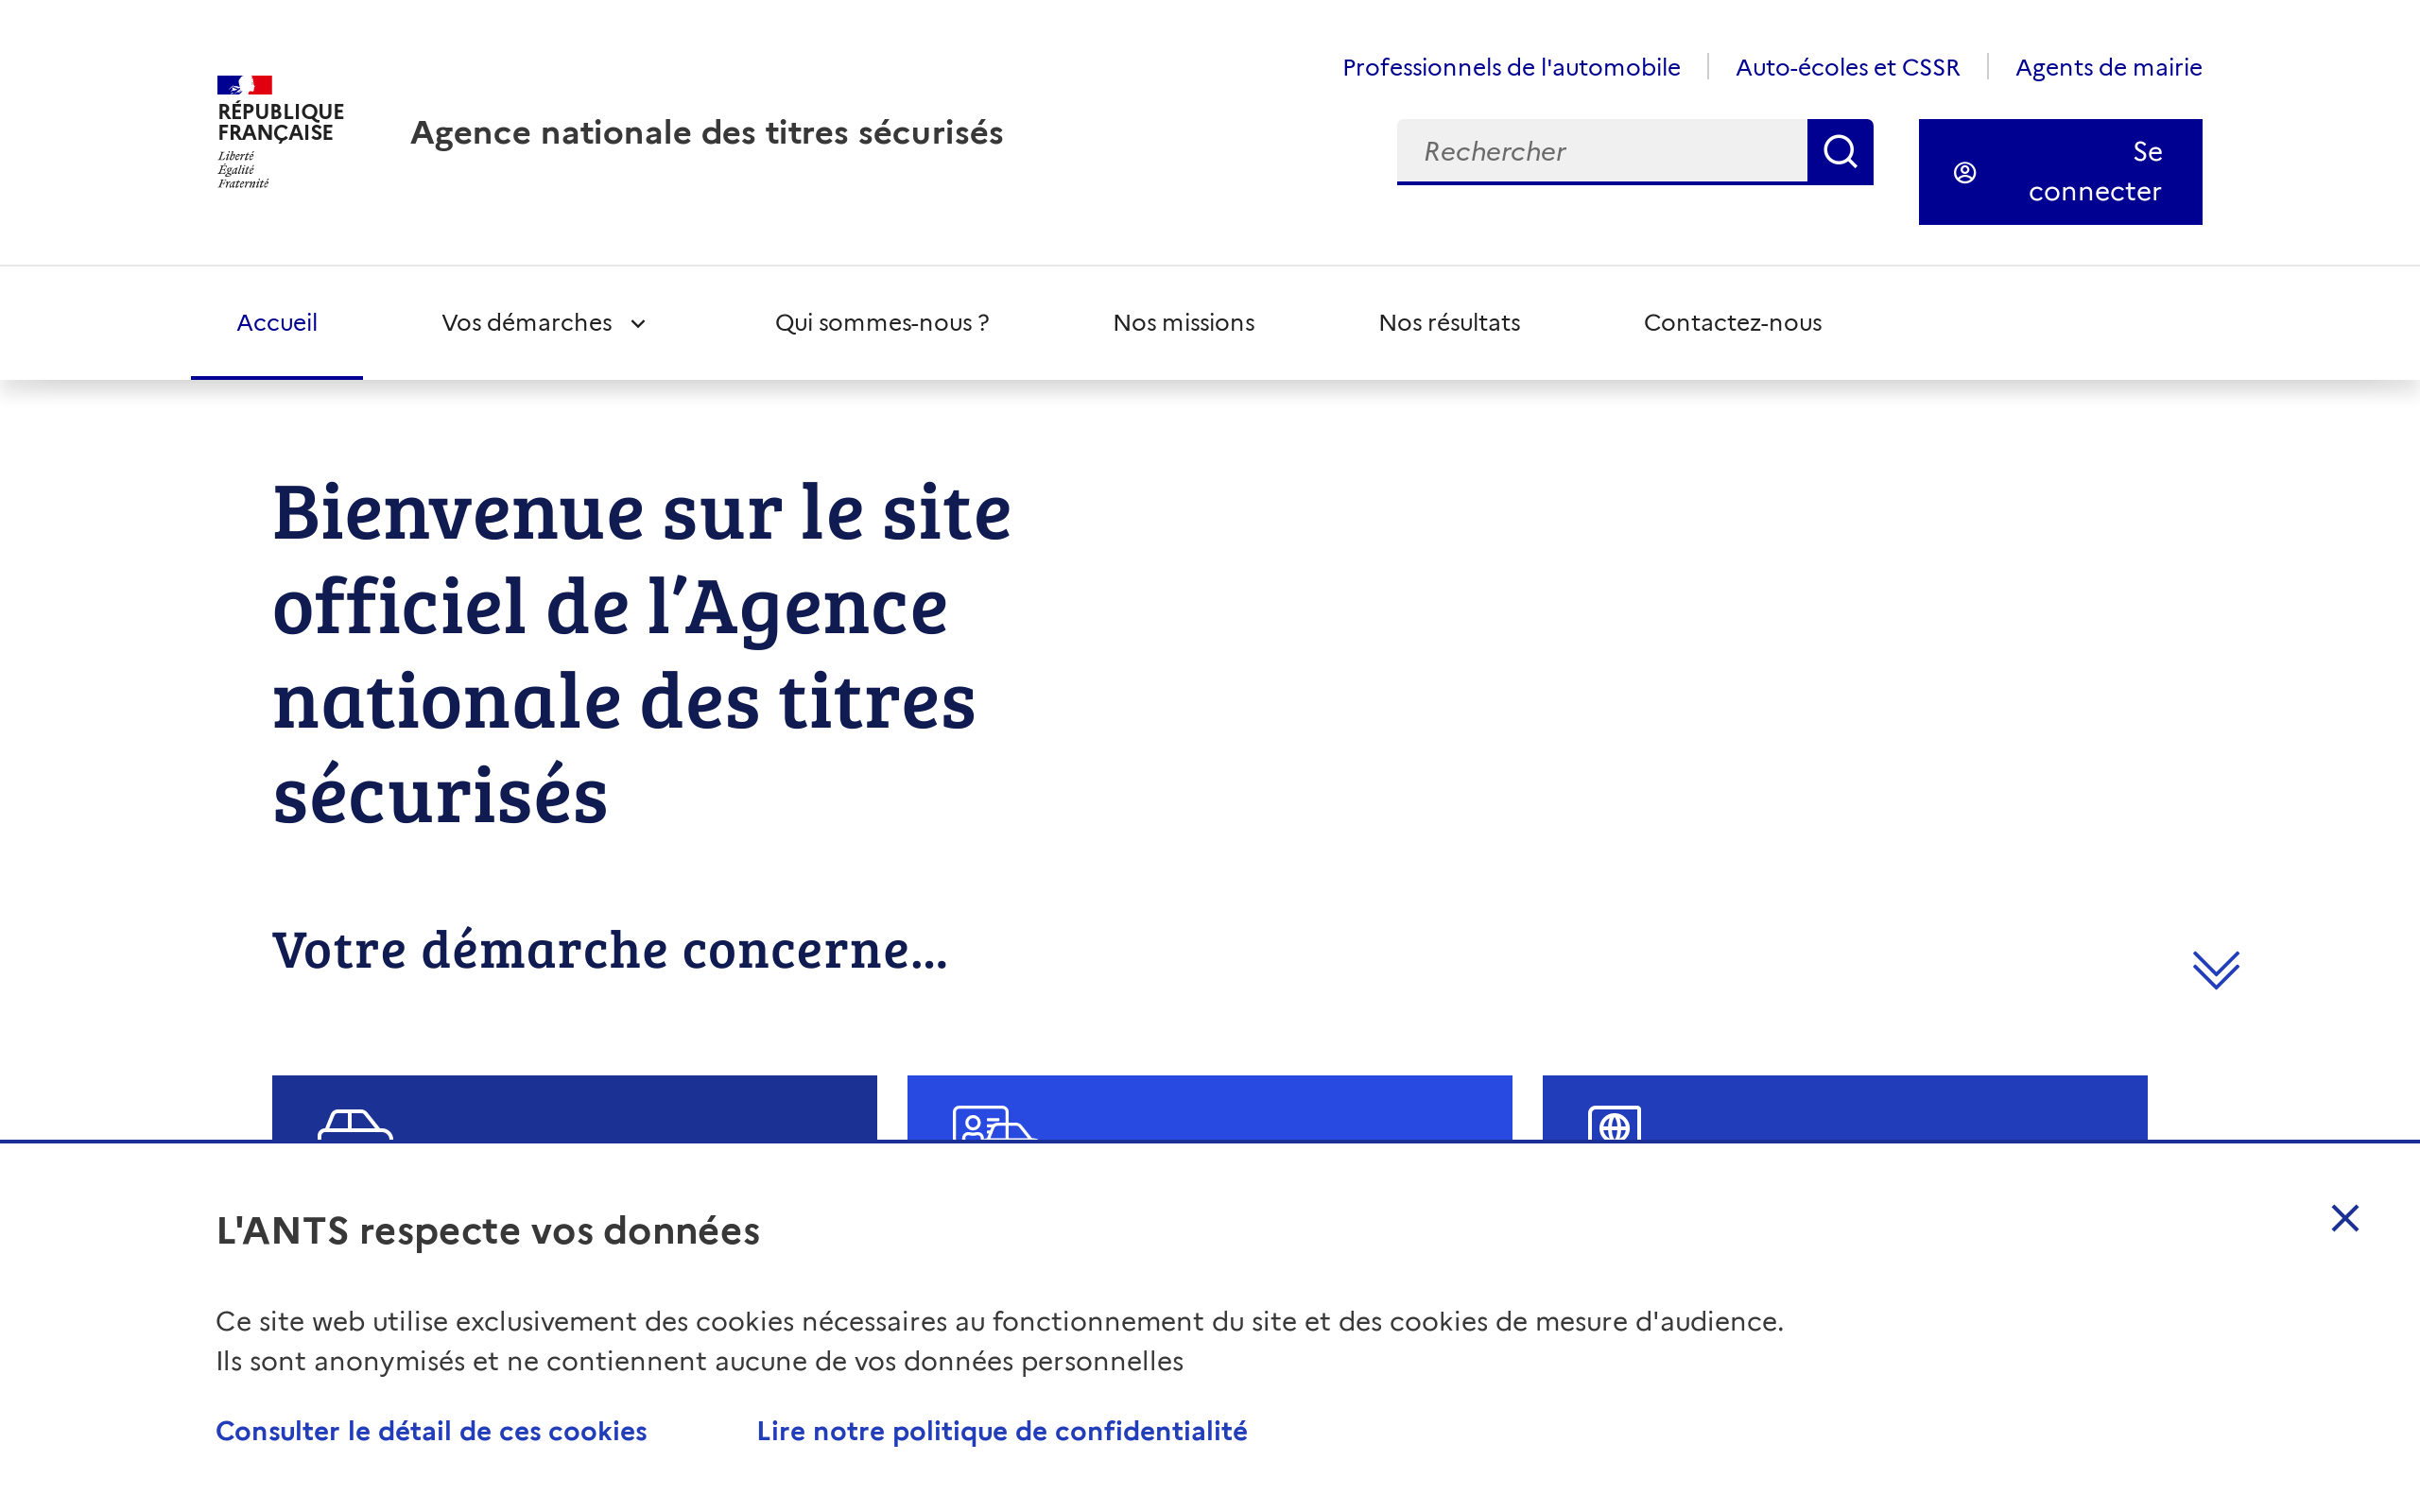 Professionnels de l'automobile
Auto-écoles et CSSR
Agents de mairie
RÉPUBLIQUE
FRANÇAISE
Liberté
Égalité
Fraternité
Agence nationale des titres sécurisés
Rechercher
Se
connecter
Accueil
Vos démarches
Qui sommes-nous ?
Nos missions
Nos résultats
Contactez-nous
Bienvenue sur le site
officiel de l’Agence
nationale des titres
sécurisés
Votre démarche concerne...
L'ANTS respecte vos données
Ce site web utilise exclusivement des cookies nécessaires au fonctionnement du site et des cookies de mesure d'audience.
Ils sont anonymisés et ne contiennent aucune de vos données personnelles
Consulter le détail de ces cookies
Lire notre politique de confidentialité